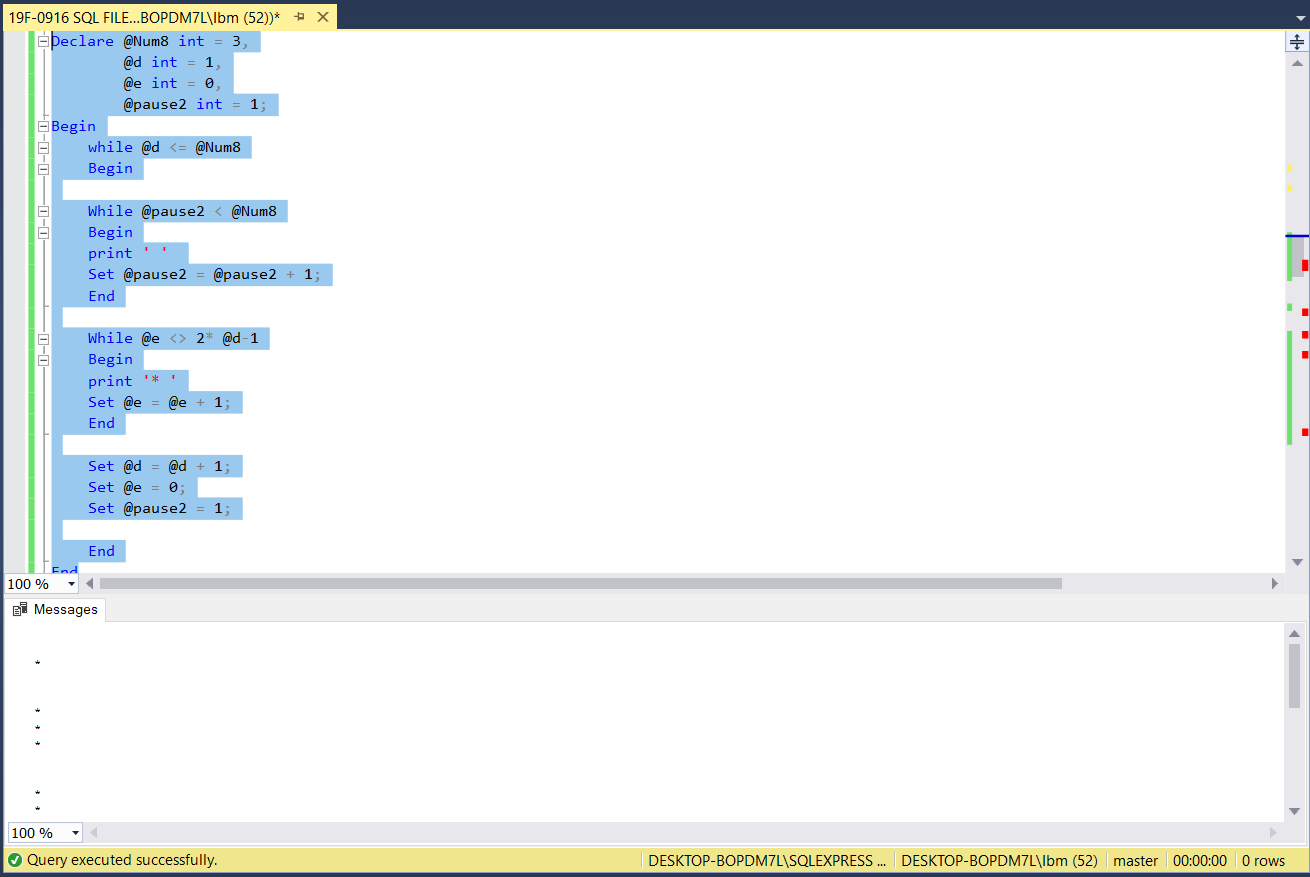 19F-0916 SQL FILE...BOPDM7L\Ibm (52))*
Declare @Num8 int = 3,
@d int = 1,
@e int = 0,
@pause2 int = 1;
Begin
while @d <= @Num8
Begin
While @pause2 < @Num8
Begin
print ' '
Set @pause2 = @pause2 + 1;
End
While @e <> 2* @d-1
Begin
print '* '
Set @e = @e + 1;
End
Set @d = @d + 1;
Set @e = 0;
Set @pause2 = 1;
End
End
100 %
Messages
*
*
*
*
*
*
100 %
Query executed successfully.
DESKTOP-BOPDM7L\SQLEXPRESS ...
DESKTOP-BOPDM7L\Ibm (52)
master
00:00:00
0 rows